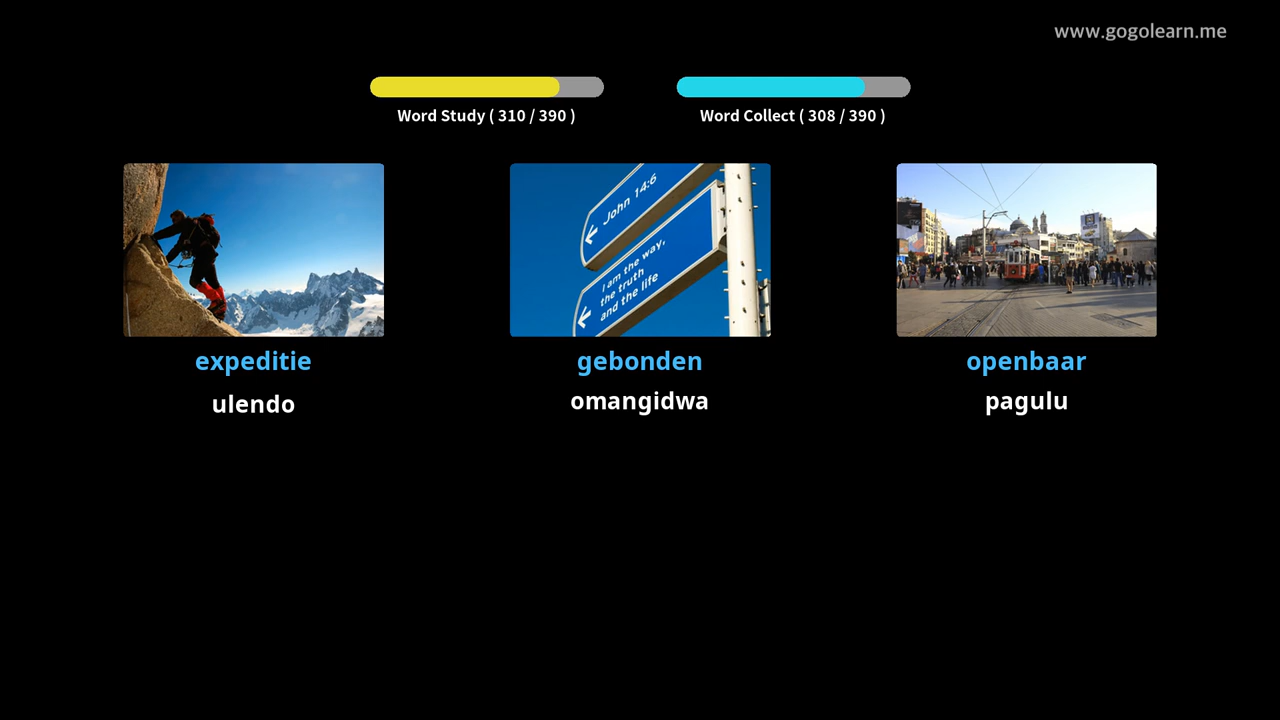 www.gogolearn.me
Word Study ( 310 / 390 )
Word Collect ( 308 / 390 )
John 14:6
I am the way,
the truth
and the life
expeditie
gebonden
openbaar
ulendo
omangidwa
pagulu